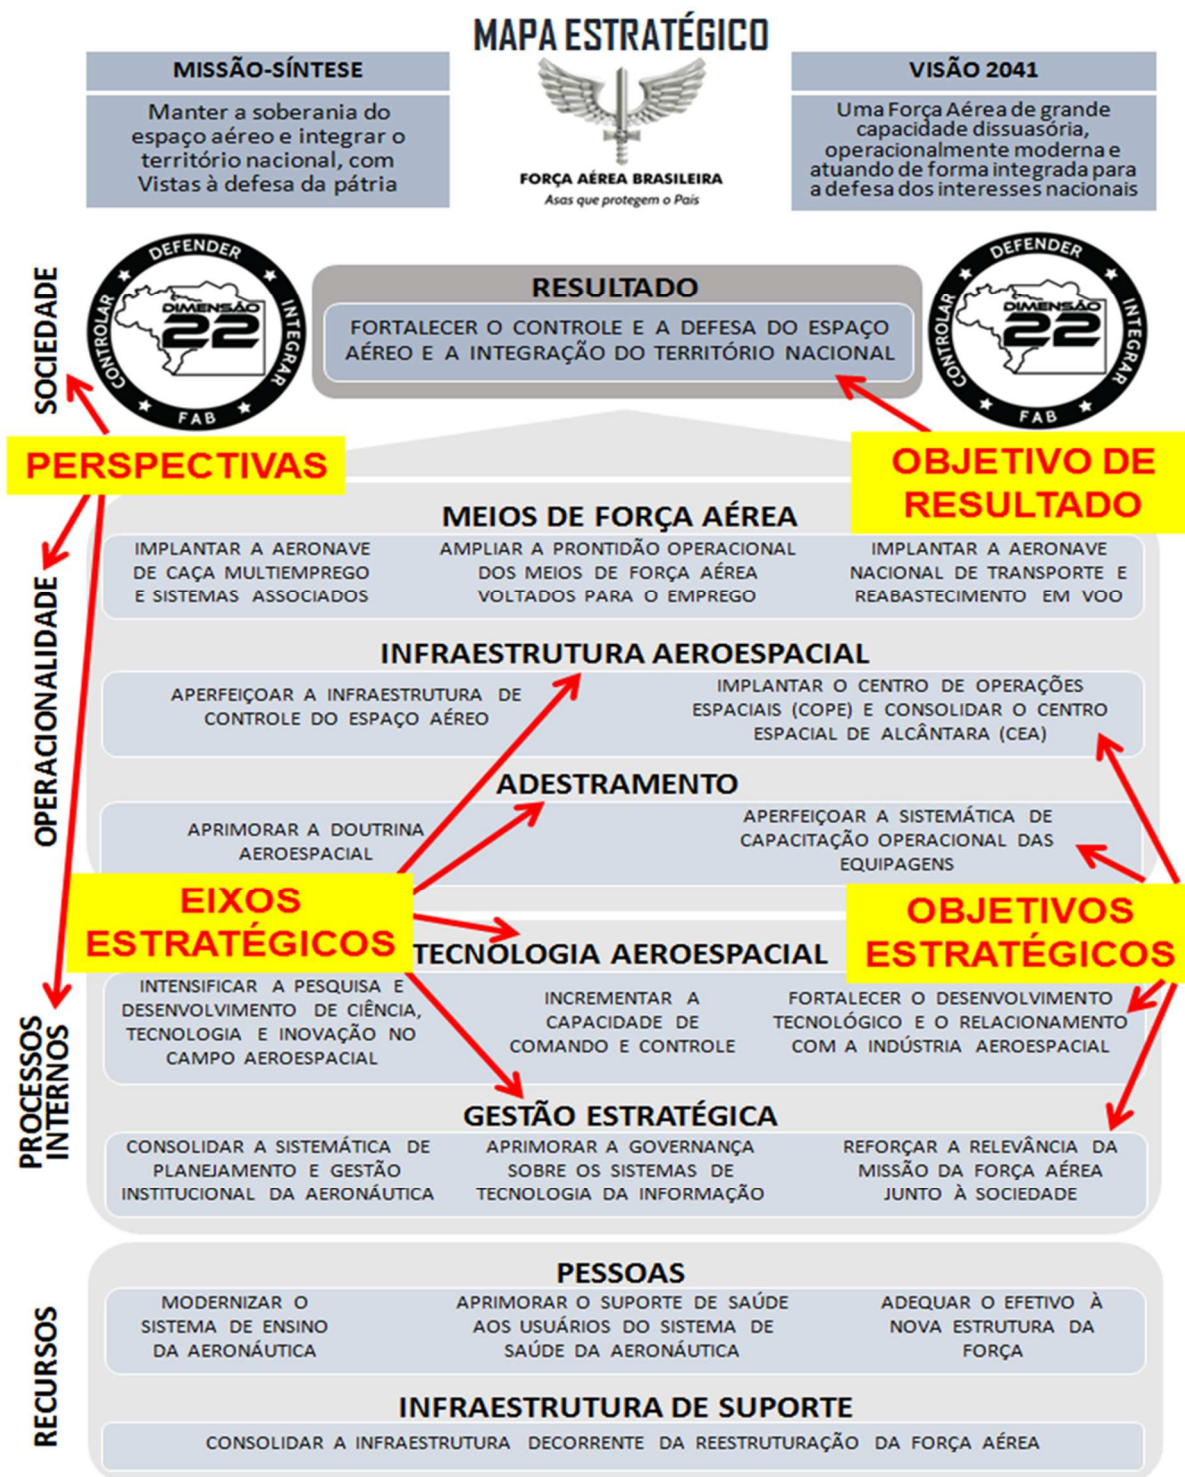 MAPA ESTRATÉGICO
MISSÃO-SÍNTESE
Manter a soberania do
espaço aéreo e integrar o
território nacional, com
Vistas à defesa da pátria
FORÇA AÉREA BRASILEIRA
Asas que protegem o País
VISÃO 2041
Uma Força Aérea de grande
capacidade dissuasória,
operacionalmente moderna e
atuando de forma integrada para
a defesa dos interesses nacionais
SOCIEDADE
CONTROLAR ★ DEFENDER ★ INTEGRAR ★ FAB ★
DIMENSÃO
22
RESULTADO
FORTALECER O CONTROLE E A DEFESA DO ESPAÇO
AÉREO E A INTEGRAÇÃO DO TERRITÓRIO NACIONAL
CONTROLAR ★ DEFENDER ★ INTEGRAR ★ FAB ★
DIMENSÃO
22
PERSPECTIVAS
OBJETIVO DE
RESULTADO
OPERACIONALIDADE
MEIOS DE FORÇA AÉREA
IMPLANTAR A AERONAVE
DE CAÇA MULTIEMPREGO
E SISTEMAS ASSOCIADOS
AMPLIAR A PRONTIDÃO OPERACIONAL
DOS MEIOS DE FORÇA AÉREA
VOLTADOS PARA O EMPREGO
IMPLANTAR A AERONAVE
NACIONAL DE TRANSPORTE E
REABASTECIMENTO EM VOO
INFRAESTRUTURA AEROESPACIAL
APERFEIÇOAR A INFRAESTRUTURA DE
CONTROLE DO ESPAÇO AÉREO
IMPLANTAR O CENTRO DE OPERAÇÕES
ESPACIAIS (COPE) E CONSOLIDAR O CENTRO
ESPACIAL DE ALCÂNTARA (CEA)
ADESTRAMENTO
APRIMORAR A DOUTRINA
AEROESPACIAL
APERFEIÇOAR A SISTEMÁTICA DE
CAPACITAÇÃO OPERACIONAL DAS
EQUIPAGENS
EIXOS
ESTRATÉGICOS
OBJETIVOS
ESTRATÉGICOS
PROCESSOS
INTERNOS
TECNOLOGIA AEROESPACIAL
INTENSIFICAR A PESQUISA E
DESENVOLVIMENTO DE CIÊNCIA,
TECNOLOGIA E INOVAÇÃO NO
CAMPO AEROESPACIAL
INCREMENTAR A
CAPACIDADE DE
COMANDO E CONTROLE
FORTALECER O DESENVOLVIMENTO
TECNOLÓGICO E O RELACIONAMENTO
COM A INDÚSTRIA AEROESPACIAL
GESTÃO ESTRATÉGICA
CONSOLIDAR A SISTEMÁTICA DE
PLANEJAMENTO E GESTÃO
INSTITUCIONAL DA AERONÁUTICA
APRIMORAR A GOVERNANÇA
SOBRE OS SISTEMAS DE
TECNOLOGIA DA INFORMAÇÃO
REFORÇAR A RELEVÂNCIA DA
MISSÃO DA FORÇA AÉREA
JUNTO À SOCIEDADE
RECURSOS
PESSOAS
MODERNIZAR O
SISTEMA DE ENSINO
DA AERONÁUTICA
APRIMORAR O SUPORTE DE SAÚDE
AOS USUÁRIOS DO SISTEMA DE
SAÚDE DA AERONÁUTICA
ADEQUAR O EFETIVO À
NOVA ESTRUTURA DA
FORÇA
INFRAESTRUTURA DE SUPORTE
CONSOLIDAR A INFRAESTRUTURA DECORRENTE DA REESTRUTURAÇÃO DA FORÇA AÉREA